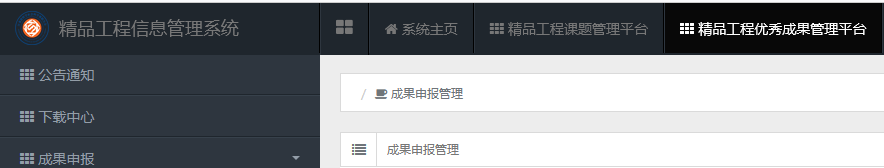 精品工程信息管理系统
系统主页
精品工程课题管理平台
精品工程优秀成果管理平台
公告通知
下载中心
成果申报
/ 成果申报管理
成果申报管理